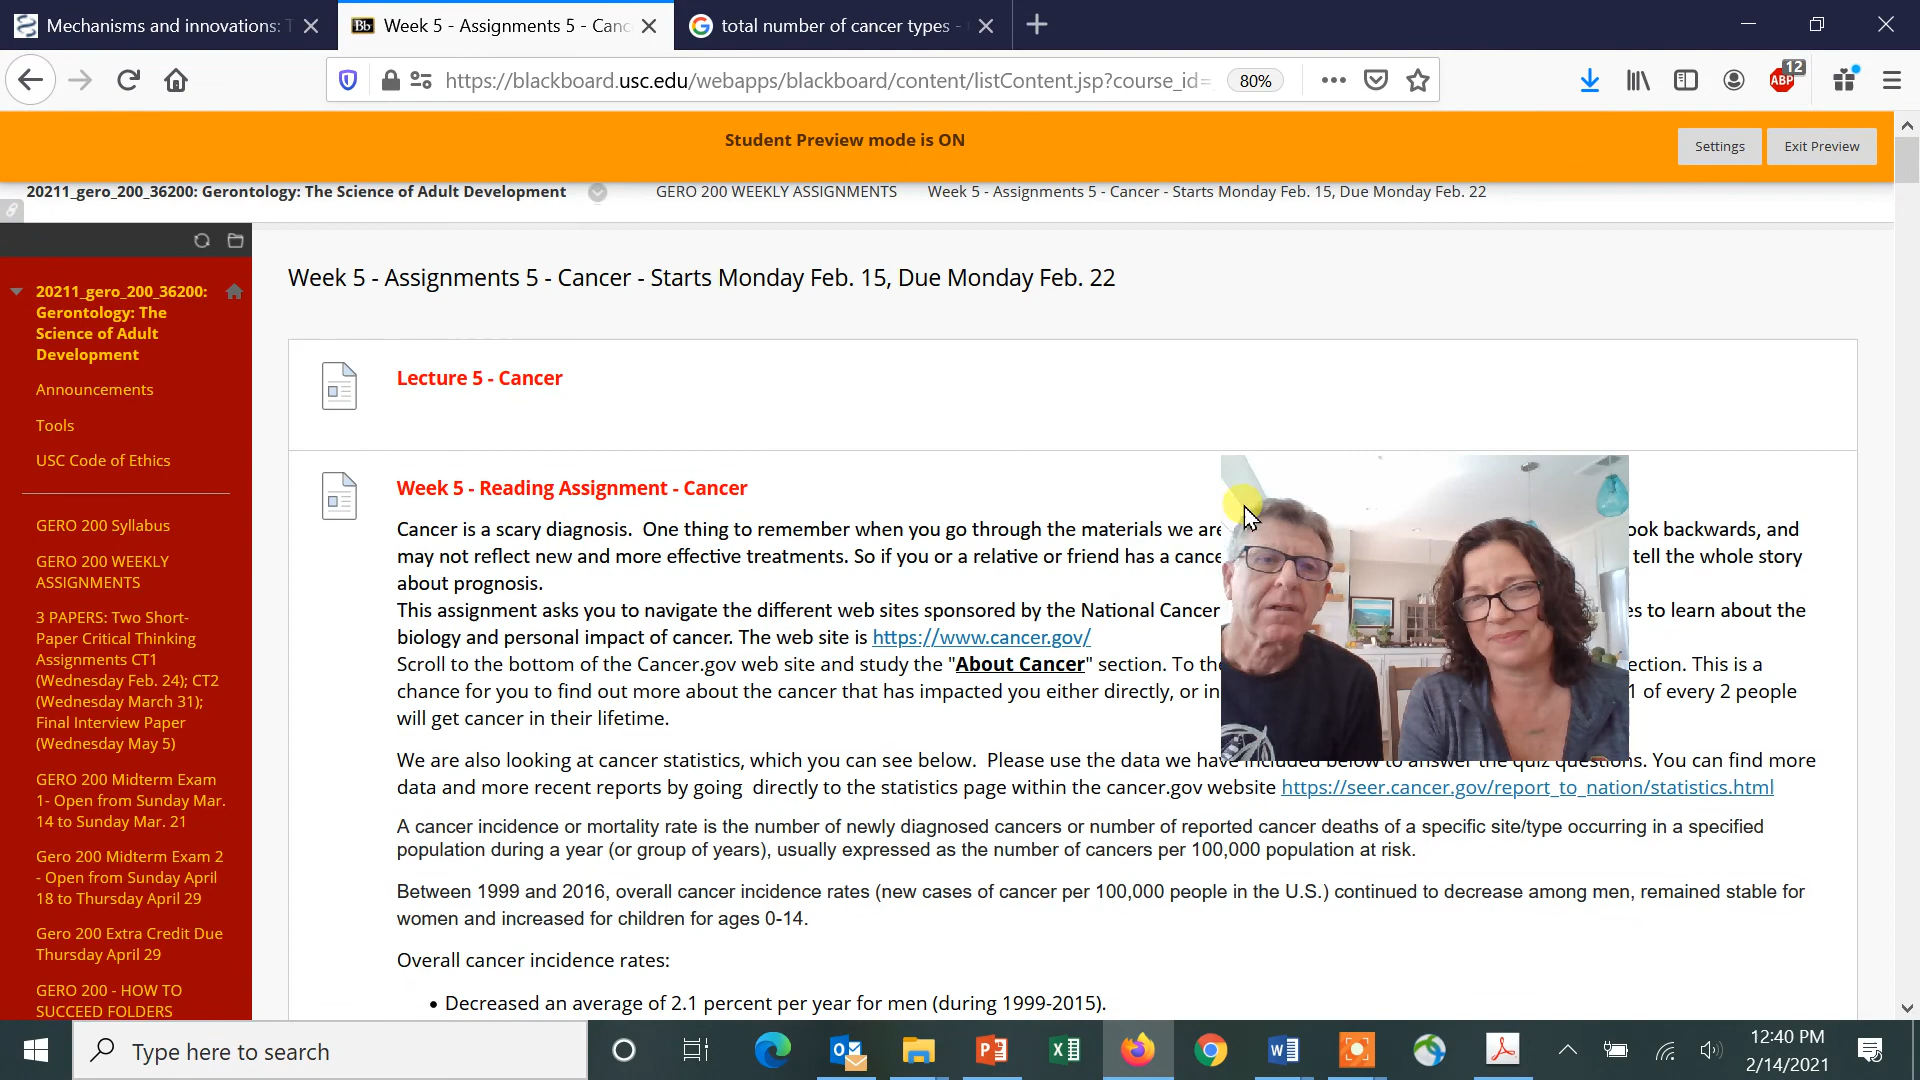 Mechanisms and innovations: T
Bb Week 5 - Assignments 5 - Canc
total number of cancer types -
https://blackboard.usc.edu/webapps/blackboard/content/listContent.jsp?course_id=
80%
12
ABP
Student Preview mode is ON
Settings
Exit Preview
20211_gero_200_36200: Gerontology: The Science of Adult Development
GERO 200 WEEKLY ASSIGNMENTS
Week 5 - Assignments 5 - Cancer - Starts Monday Feb. 15, Due Monday Feb. 22
20211_gero_200_36200:
Gerontology: The
Science of Adult
Development
Announcements
Tools
USC Code of Ethics
GERO 200 Syllabus
GERO 200 WEEKLY
ASSIGNMENTS
3 PAPERS: Two Short-
Paper Critical Thinking
Assignments CT1
(Wednesday Feb. 24); CT2
(Wednesday March 31);
Final Interview Paper
(Wednesday May 5)
GERO 200 Midterm Exam
1- Open from Sunday Mar.
14 to Sunday Mar. 21
Gero 200 Midterm Exam 2
- Open from Sunday April
18 to Thursday April 29
Gero 200 Extra Credit Due
Thursday April 29
GERO 200 - HOW TO
SUCCEED FOLDERS
Week 5 - Assignments 5 - Cancer - Starts Monday Feb. 15, Due Monday Feb. 22
Lecture 5 - Cancer
Week 5 - Reading Assignment - Cancer
Cancer is a scary diagnosis.  One thing to remember when you go through the materials we are ook backwards, and
may not reflect new and more effective treatments. So if you or a relative or friend has a cance tell the whole story
about prognosis.
This assignment asks you to navigate the different web sites sponsored by the National Cancer es to learn about the
biology and personal impact of cancer. The web site is https://www.cancer.gov/
Scroll to the bottom of the Cancer.gov web site and study the "About Cancer" section. To the ection. This is a
chance for you to find out more about the cancer that has impacted you either directly, or in 1 of every 2 people
will get cancer in their lifetime.
We are also looking at cancer statistics, which you can see below.  Please use the data we have included below to answer the quiz questions. You can find more
data and more recent reports by going  directly to the statistics page within the cancer.gov website https://seer.cancer.gov/report_to_nation/statistics.html
A cancer incidence or mortality rate is the number of newly diagnosed cancers or number of reported cancer deaths of a specific site/type occurring in a specified
population during a year (or group of years), usually expressed as the number of cancers per 100,000 population at risk.
Between 1999 and 2016, overall cancer incidence rates (new cases of cancer per 100,000 people in the U.S.) continued to decrease among men, remained stable for
women and increased for children for ages 0-14.
Overall cancer incidence rates:
• Decreased an average of 2.1 percent per year for men (during 1999-2015).
Type here to search
12:40 PM
2/14/2021